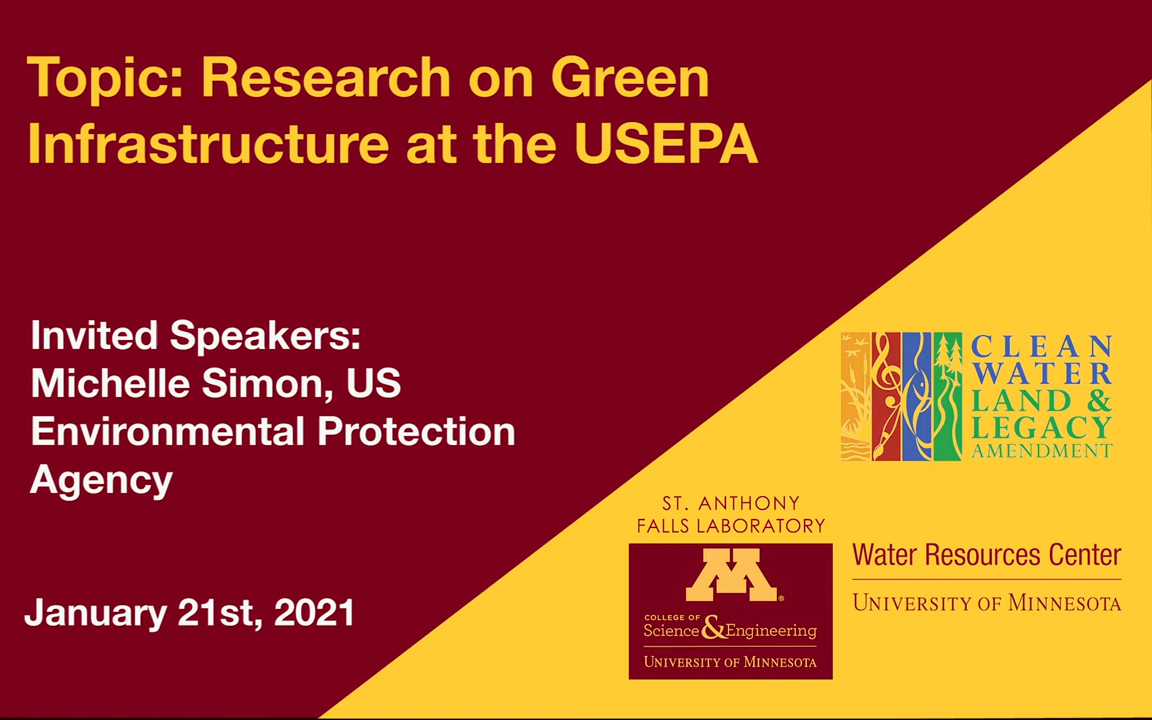 Topic: Research on Green
Infrastructure at the USEPA
Invited Speakers:
Michelle Simon, US
Environmental Protection
Agency
January 21st, 2021
CLEAN
WATER
LAND &
LEGACY
AMENDMENT
ST. ANTHONY
FALLS LABORATORY
M®
COLLEGE OF
Science & Engineering
UNIVERSITY OF MINNESOTA
Water Resources Center
UNIVERSITY OF MINNESOTA